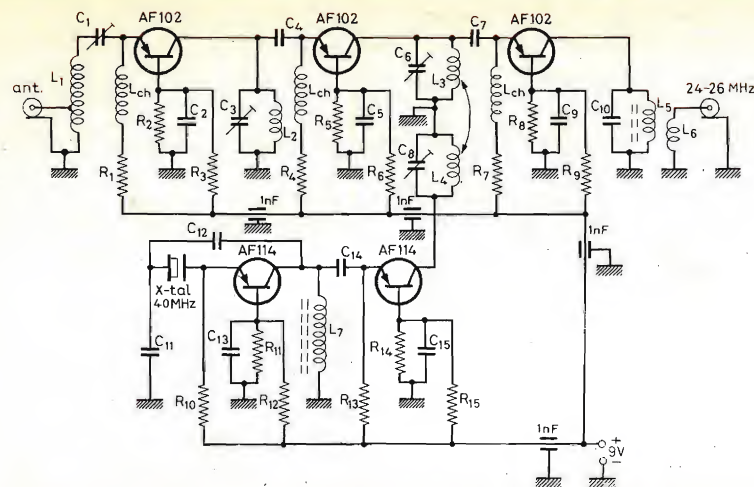 AF102 AF102 AF102
C1 C4 C7
L1 C6 L3
ant. Lch R2 C2 C3 L2 Lch R5 C5 Lch R8 C9 C10 L5 L6 24-26 MHz
C8 L4
R1 R3 R4 R6 R7 R9
1nF 1nF
C12 AF114 C14 AF114 1nF
X-tal
40MHz
C11 C13 R11 L7 R14 C15
R10 R12 R13 R15
1nF
+
9V
−